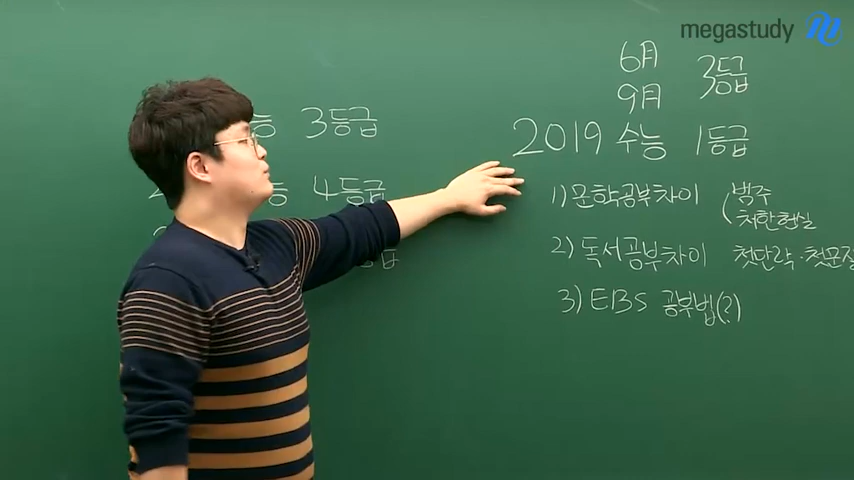 megastudy
6月
9月 3등급
2019 수능 1등급
1) 문학공부차이 ( 범주
처한현실
2) 독서공부차이 첫단락·첫문장
3) EBS 공부법(?)
능 3등급
능 4등급